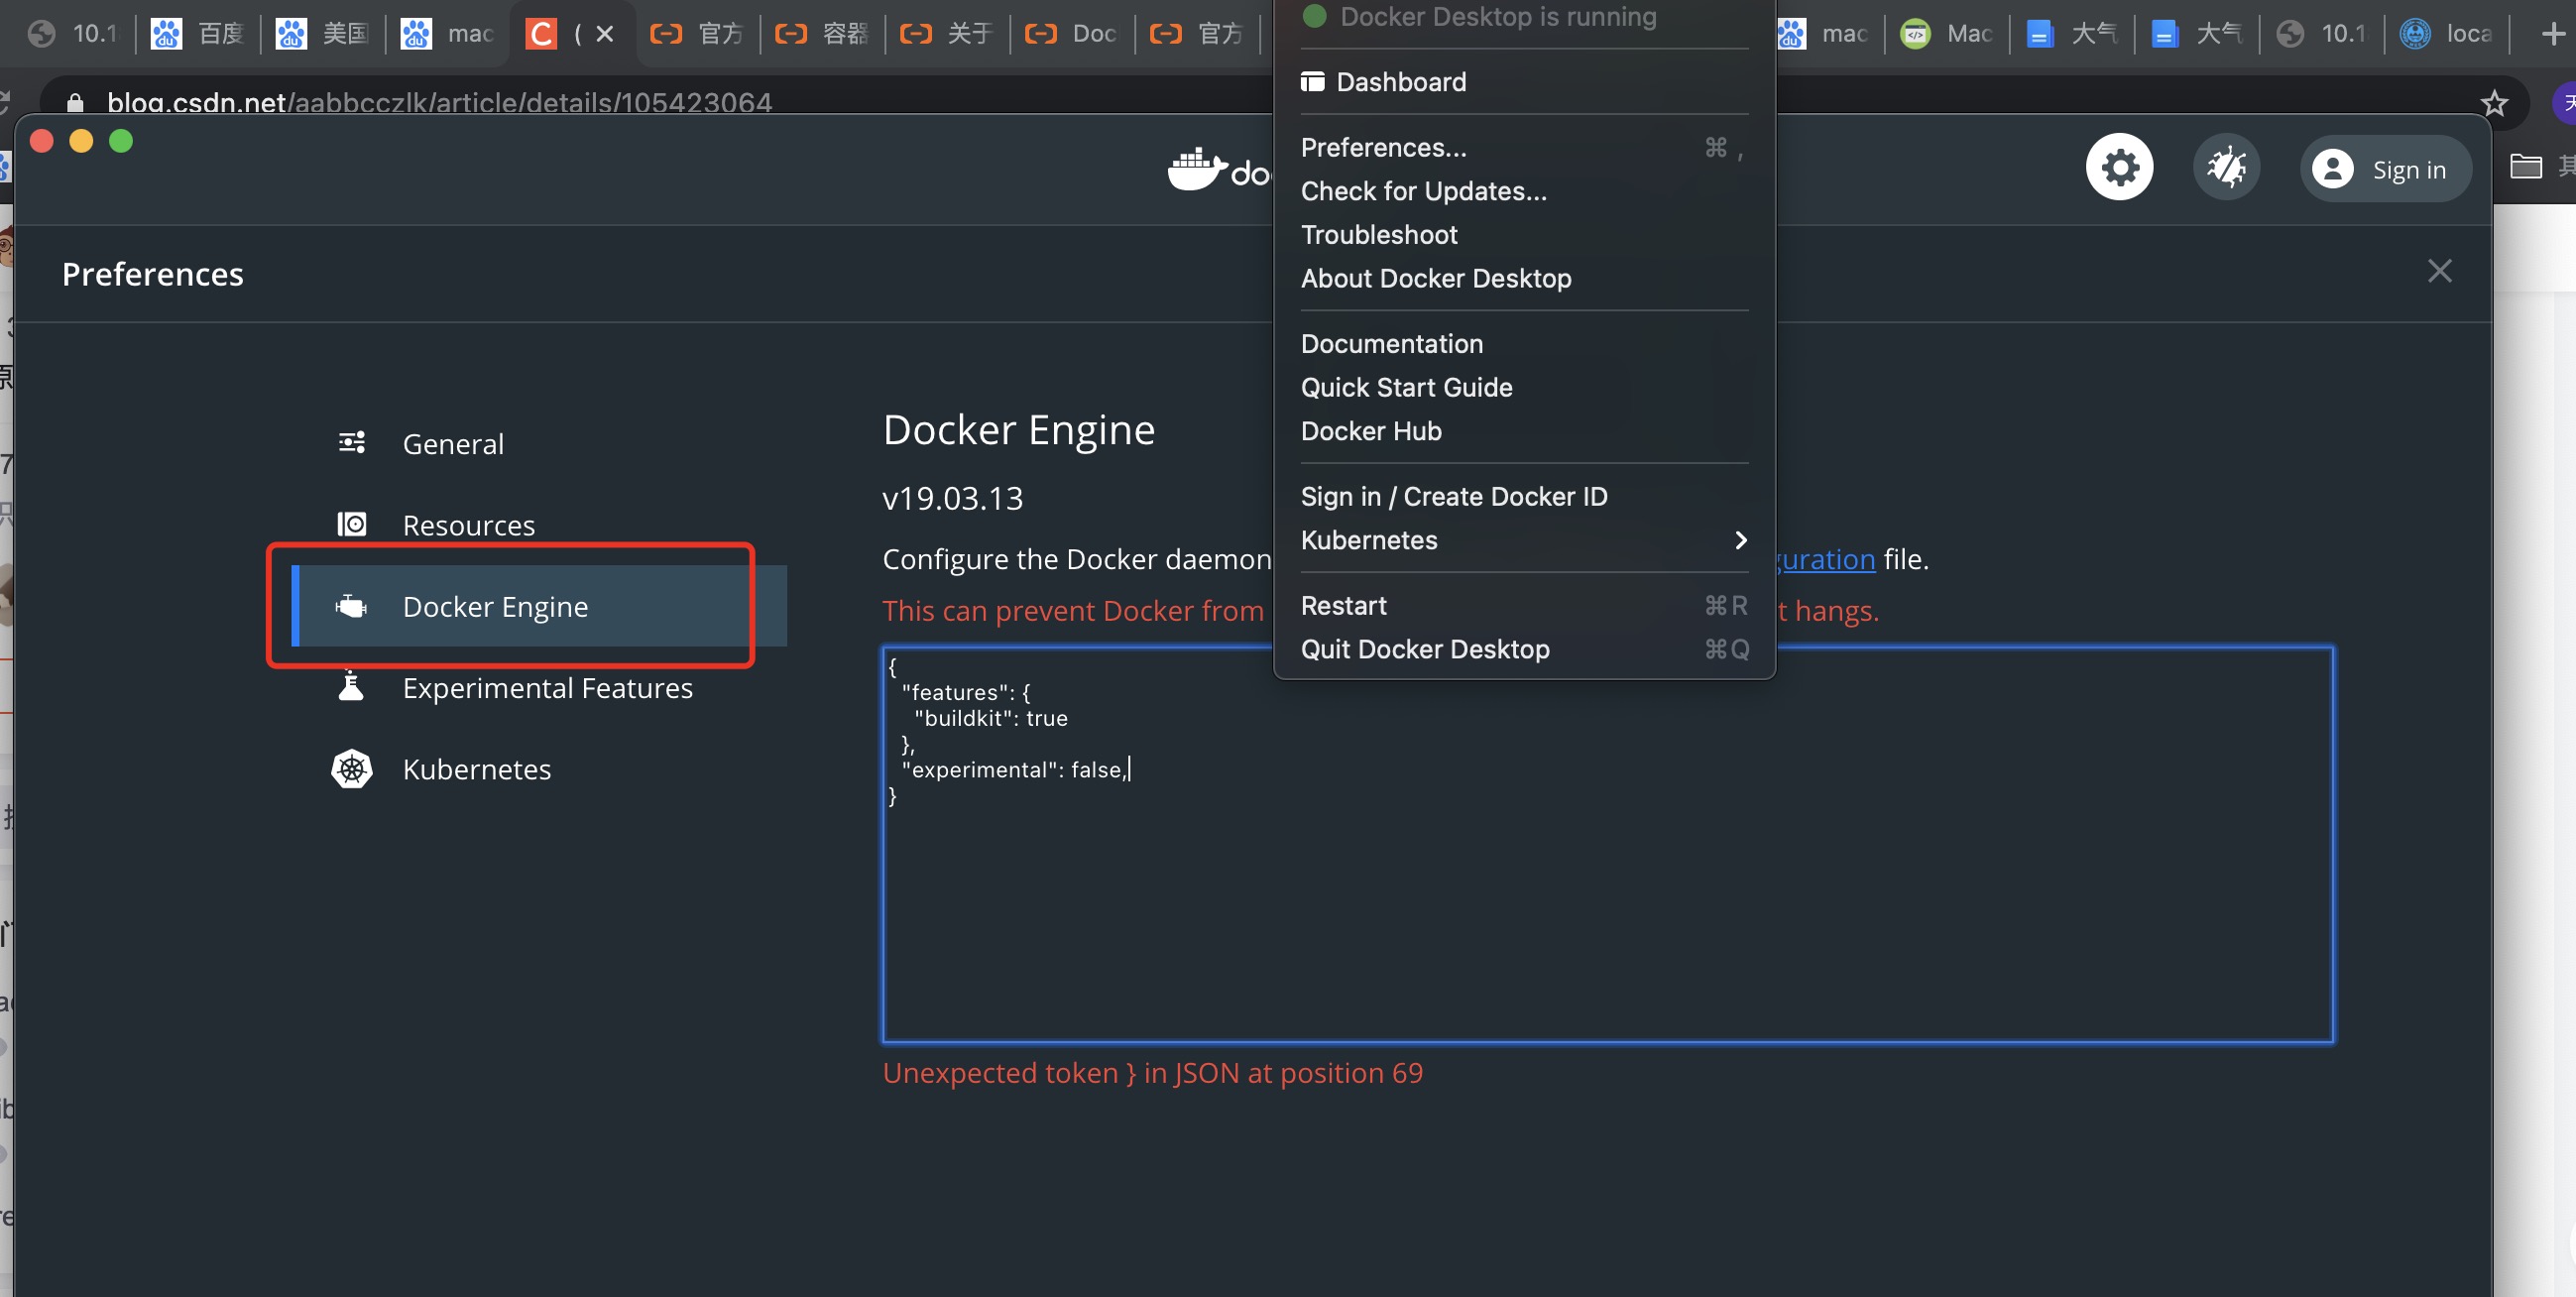 10.1
百度
美国
mac
(
官方
容器
关于
Doc
官方
mac
Mac
大气
大气
10.1
loca
blog.csdn.net/aabbcczlk/article/details/105423064
Docker Desktop is running
Dashboard
Preferences... ⌘ ,
Check for Updates...
Troubleshoot
About Docker Desktop
Documentation
Quick Start Guide
Docker Hub
Sign in / Create Docker ID
Kubernetes
Restart ⌘R
Quit Docker Desktop ⌘Q
do
Sign in
Preferences
General
Resources
Docker Engine
Experimental Features
Kubernetes
Docker Engine
v19.03.13
Configure the Docker daemon
guration file.
This can prevent Docker from
t hangs.
{
"features": {
"buildkit": true
},
"experimental": false,
}
Unexpected token } in JSON at position 69